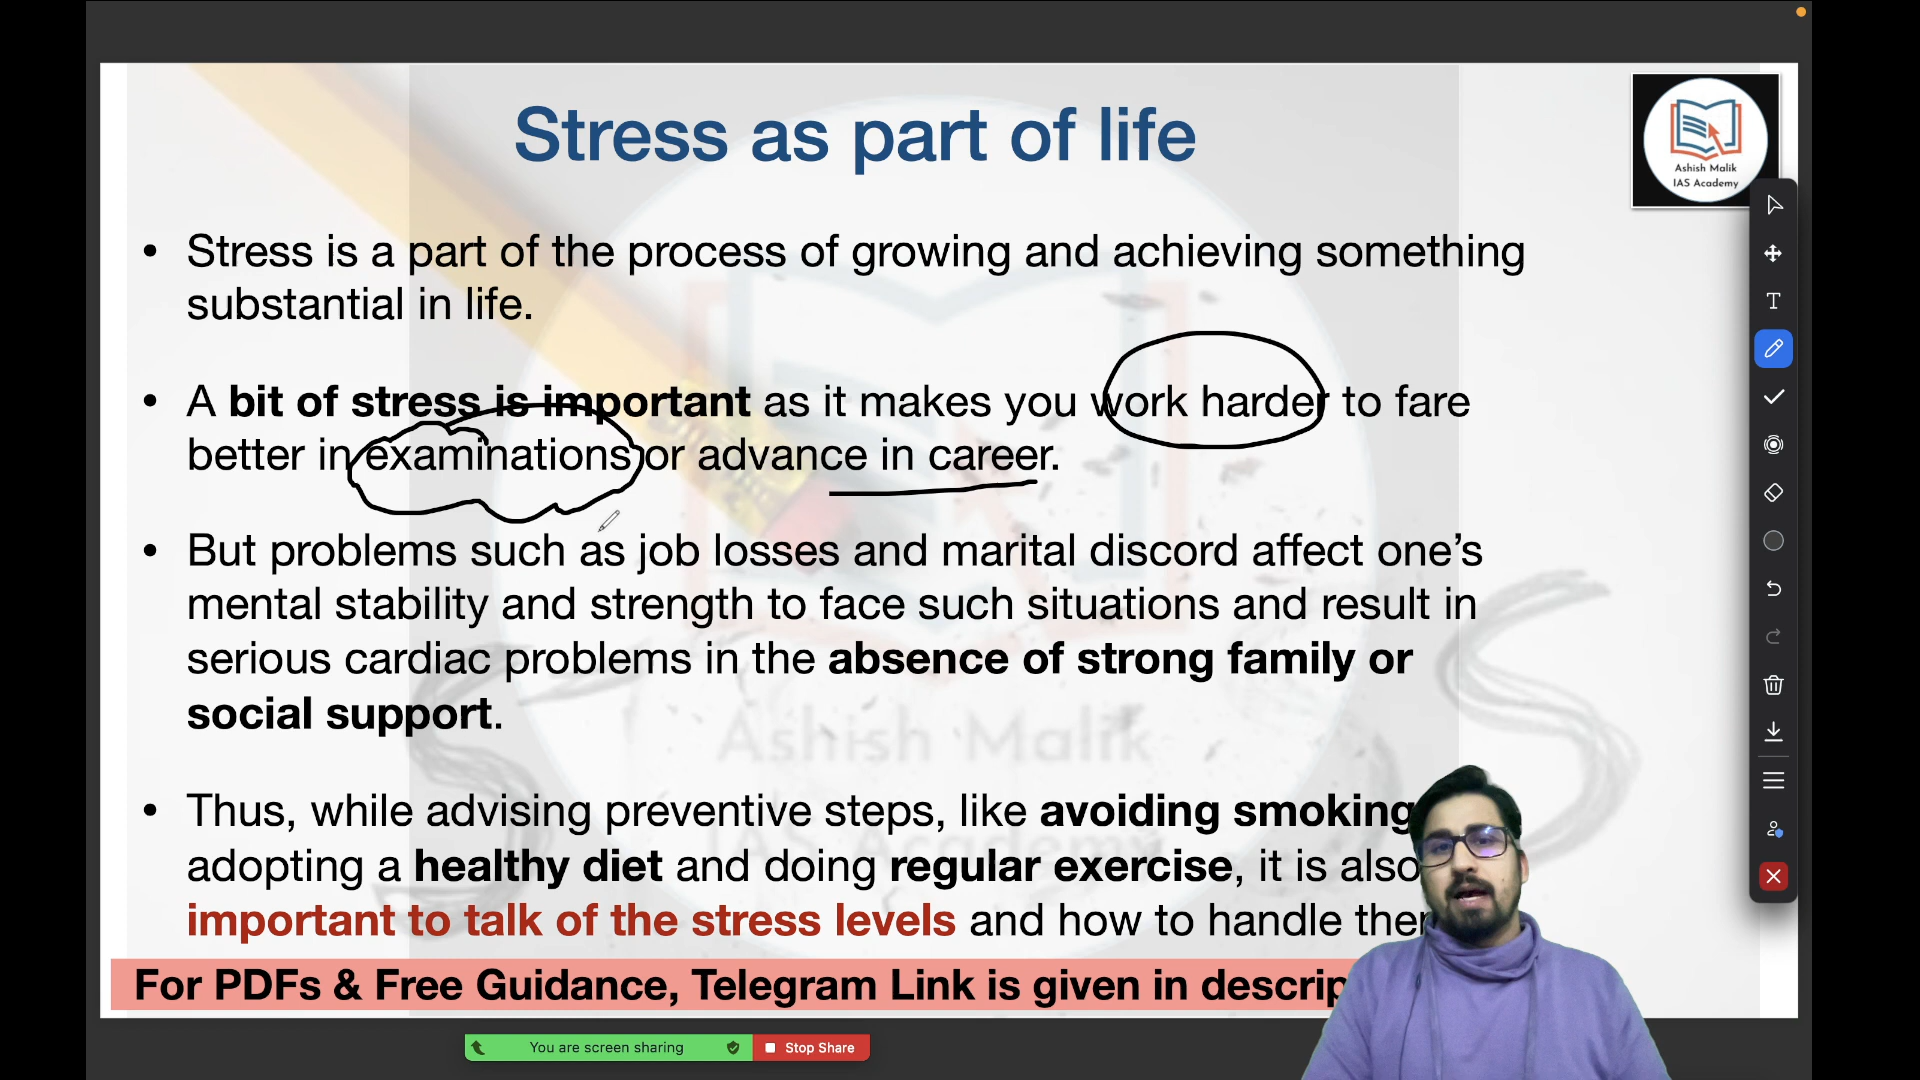 Stress as part of life
Ashish Malik
IAS Academy
• Stress is a part of the process of growing and achieving something
substantial in life.
• A bit of stress is important as it makes you work harder to fare
better in examinations or advance in career.
• But problems such as job losses and marital discord affect one’s
mental stability and strength to face such situations and result in
serious cardiac problems in the absence of strong family or
social support.
Ashish Malik
IAS Academy
• Thus, while advising preventive steps, like avoiding smoking
adopting a healthy diet and doing regular exercise, it is also
important to talk of the stress levels and how to handle
For PDFs & Free Guidance, Telegram Link is given in
You are screen sharing
Stop Share